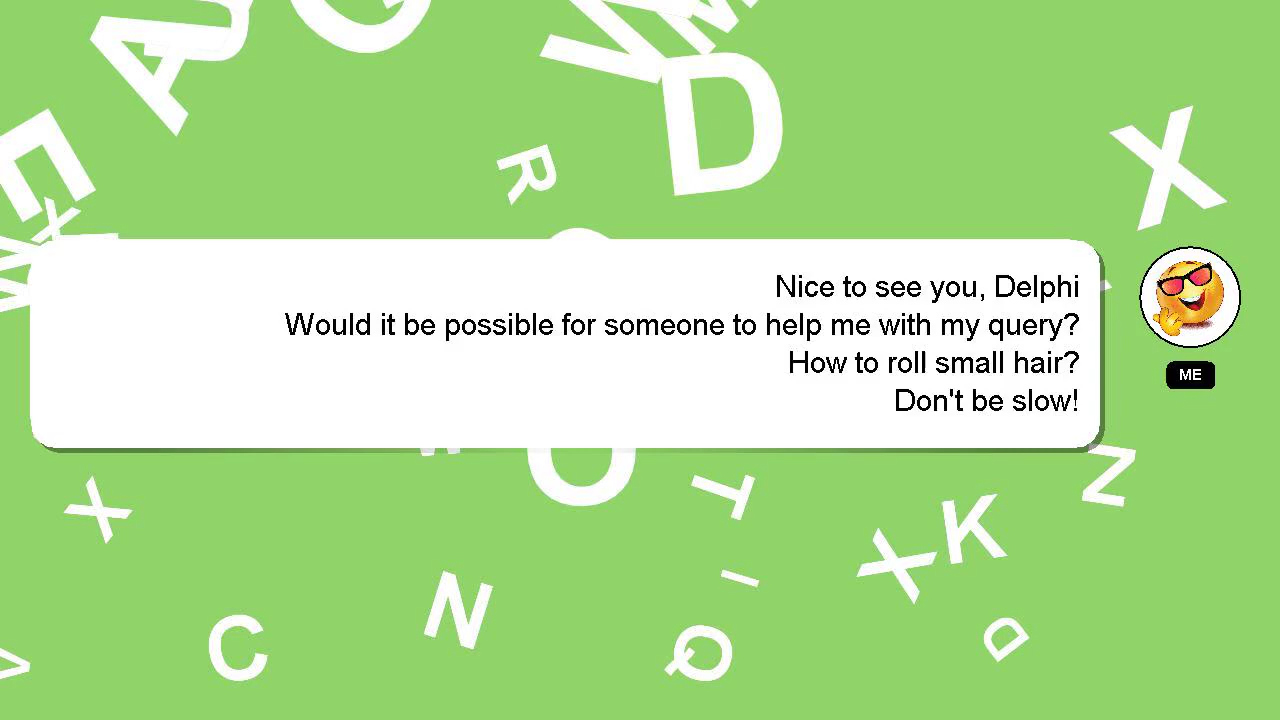 Nice to see you, Delphi
Would it be possible for someone to help me with my query?
How to roll small hair?
Don't be slow!
ME
A
G
M
D
R
X
E
X
O
T
N
X
K
X
I
N
C
Q
D
V